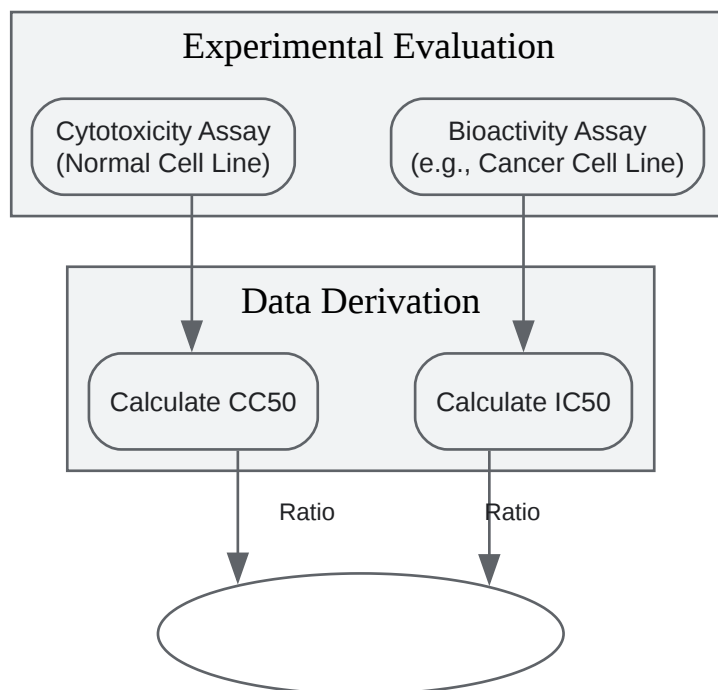 Experimental Evaluation
Cytotoxicity Assay
(Normal Cell Line)
Bioactivity Assay
(e.g., Cancer Cell Line)
Data Derivation
Calculate CC50
Calculate IC50
Ratio
Ratio